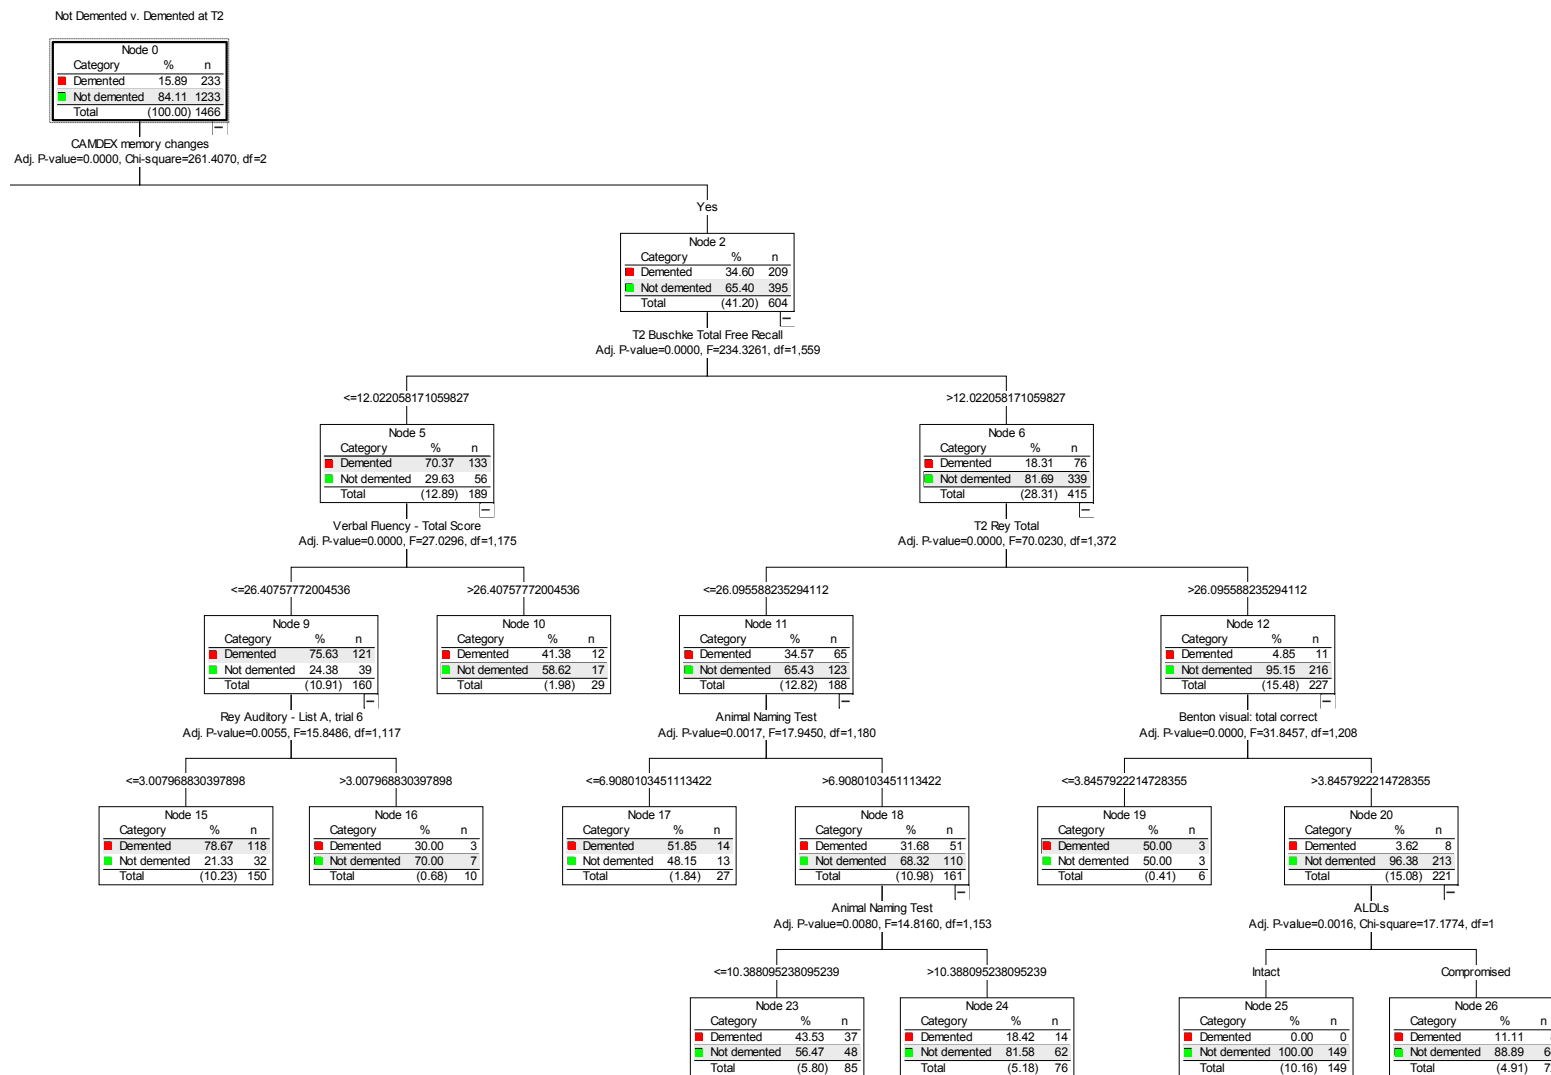 Not Demented v. Demented at T2
Node 0
Category % n
Demented 15.89 233
Not demented 84.11 1233
Total (100.00) 1466
CAMDEX memory changes
Adj. P-value=0.0000, Chi-square=261.4070, df=2
Yes
Node 2
Category % n
Demented 34.60 209
Not demented 65.40 395
Total (41.20) 604
T2 Buschke Total Free Recall
Adj. P-value=0.0000, F=234.3261, df=1,559
<=12.022058171059827
>12.022058171059827
Node 5
Category % n
Demented 70.37 133
Not demented 29.63 56
Total (12.89) 189
Node 6
Category % n
Demented 18.31 76
Not demented 81.69 339
Total (28.31) 415
Verbal Fluency - Total Score
Adj. P-value=0.0000, F=27.0296, df=1,175
T2 Rey Total
Adj. P-value=0.0000, F=70.0230, df=1,372
<=26.40757772004536
>26.40757772004536
<=26.095588235294112
>26.095588235294112
Node 9
Category % n
Demented 75.63 121
Not demented 24.38 39
Total (10.91) 160
Node 10
Category % n
Demented 41.38 12
Not demented 58.62 17
Total (1.98) 29
Node 11
Category % n
Demented 34.57 65
Not demented 65.43 123
Total (12.82) 188
Node 12
Category % n
Demented 4.85 11
Not demented 95.15 216
Total (15.48) 227
Rey Auditory - List A, trial 6
Adj. P-value=0.0055, F=15.8486, df=1,117
Animal Naming Test
Adj. P-value=0.0017, F=17.9450, df=1,180
Benton visual: total correct
Adj. P-value=0.0000, F=31.8457, df=1,208
<=3.007968830397898
>3.007968830397898
<=6.9080103451113422
>6.9080103451113422
<=3.8457922214728355
>3.8457922214728355
Node 15
Category % n
Demented 78.67 118
Not demented 21.33 32
Total (10.23) 150
Node 16
Category % n
Demented 30.00 3
Not demented 70.00 7
Total (0.68) 10
Node 17
Category % n
Demented 51.85 14
Not demented 48.15 13
Total (1.84) 27
Node 18
Category % n
Demented 31.68 51
Not demented 68.32 110
Total (10.98) 161
Node 19
Category % n
Demented 50.00 3
Not demented 50.00 3
Total (0.41) 6
Node 20
Category % n
Demented 3.62 8
Not demented 96.38 213
Total (15.08) 221
Animal Naming Test
Adj. P-value=0.0080, F=14.8160, df=1,153
ALDLs
Adj. P-value=0.0016, Chi-square=17.1774, df=1
<=10.388095238095239
>10.388095238095239
Intact
Compromised
Node 23
Category % n
Demented 43.53 37
Not demented 56.47 48
Total (5.80) 85
Node 24
Category % n
Demented 18.42 14
Not demented 81.58 62
Total (5.18) 76
Node 25
Category % n
Demented 0.00 0
Not demented 100.00 149
Total (10.16) 149
Node 26
Category % n
Demented 11.11
Not demented 88.89
Total (4.91)